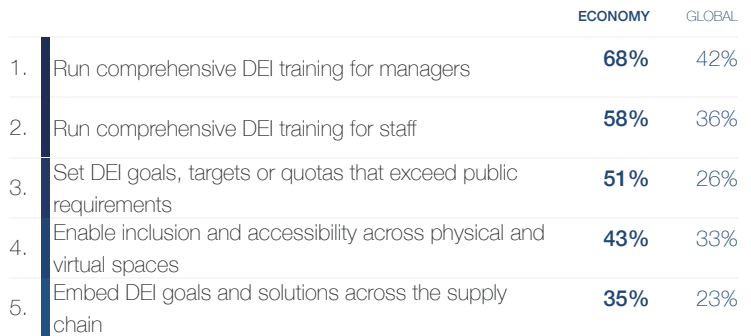 ECONOMY GLOBAL
1. Run comprehensive DEI training for managers 68% 42%
2. Run comprehensive DEI training for staff 58% 36%
3. Set DEI goals, targets or quotas that exceed public
requirements 51% 26%
4. Enable inclusion and accessibility across physical and
virtual spaces 43% 33%
5. Embed DEI goals and solutions across the supply
chain 35% 23%